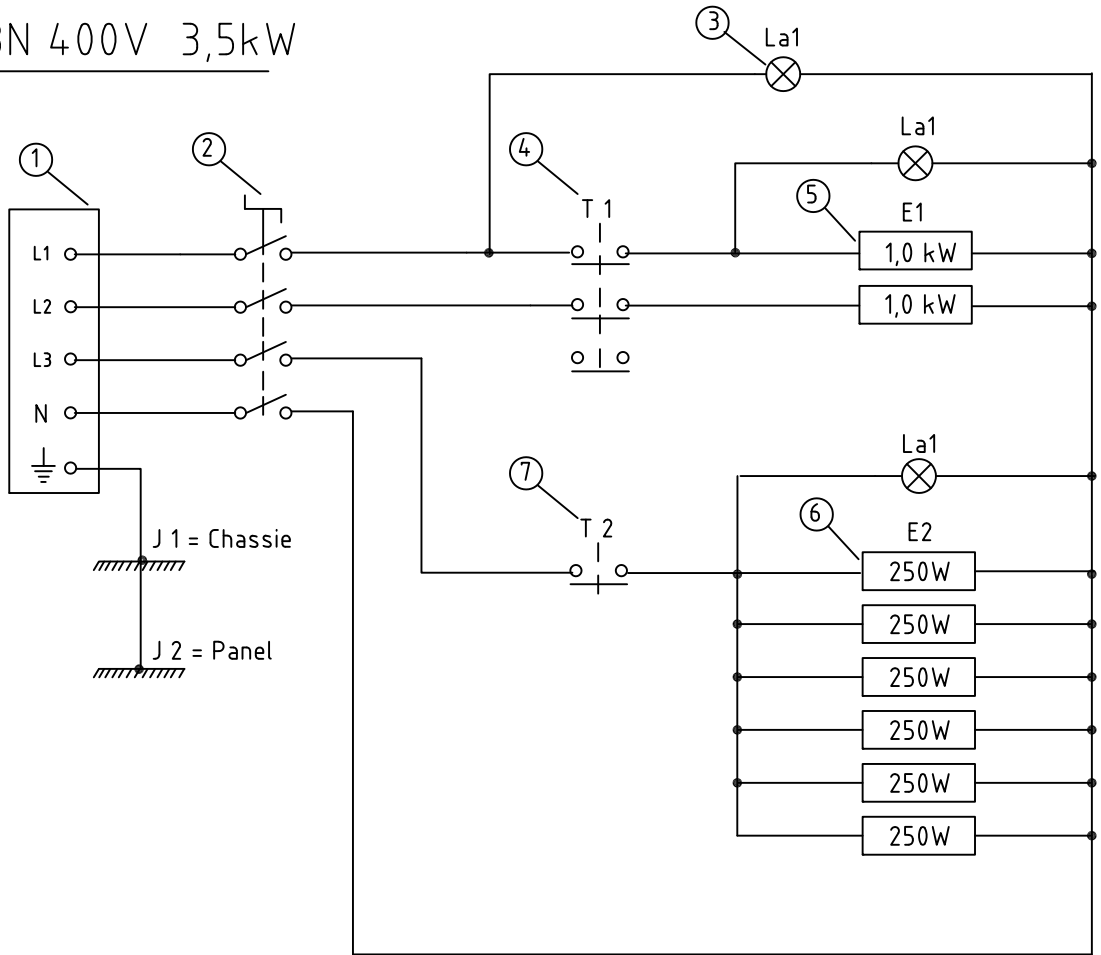 3N 400V 3,5kW
3
La1
La1
1
2
4
T 1
5
E1
L1
1,0 kW
L2
1,0 kW
L3
N
La1
7
T 2
6
E2
J 1 = Chassie
250W
250W
J 2 = Panel
250W
250W
250W
250W